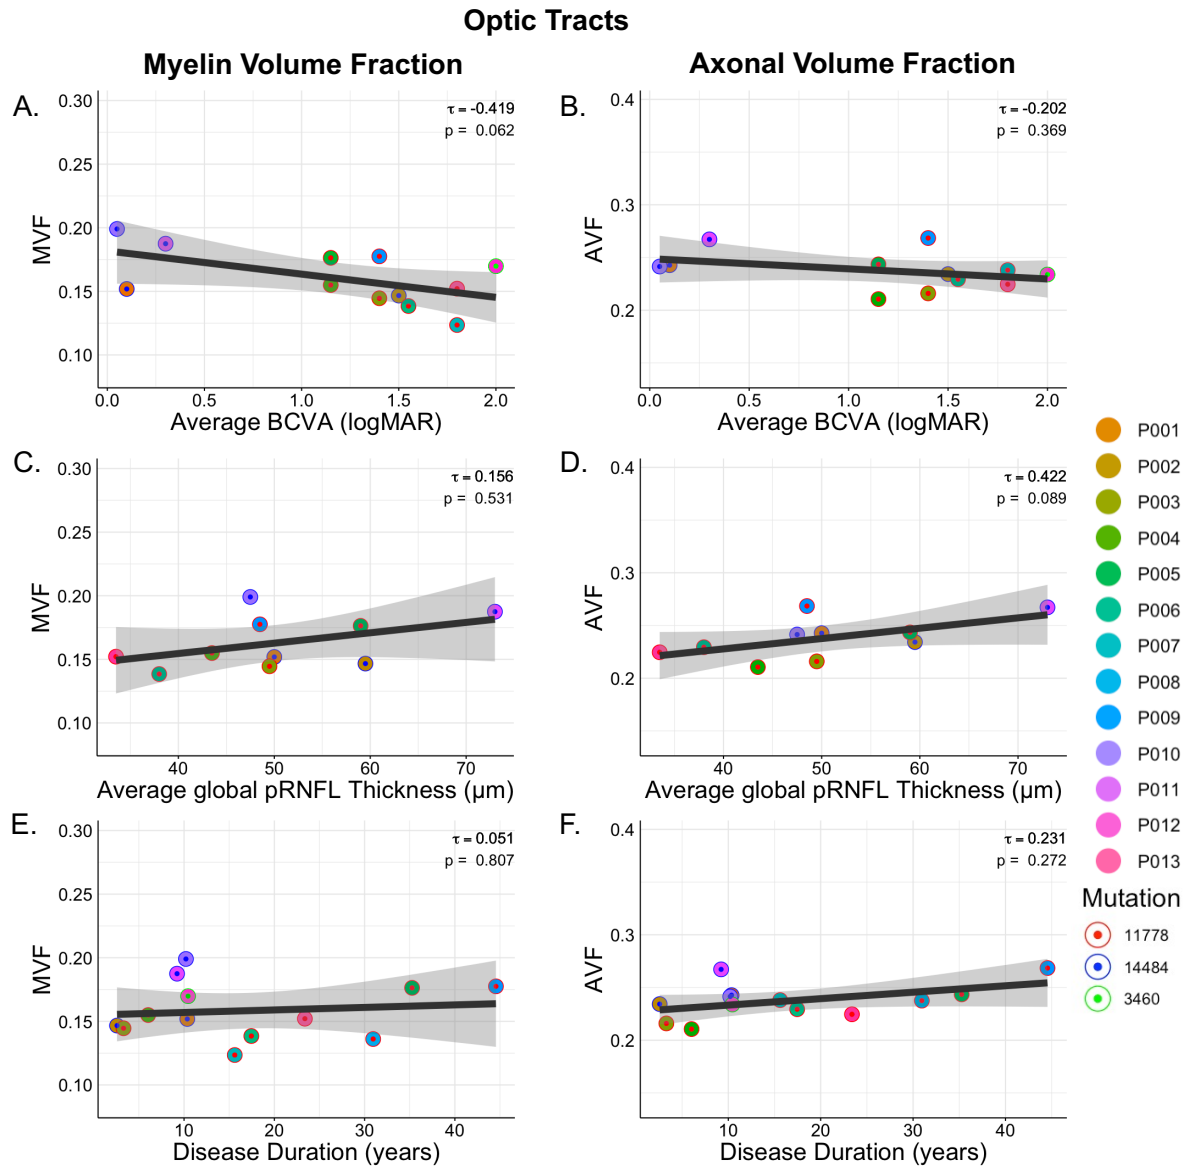 Optic Tracts
Myelin Volume Fraction
Axonal Volume Fraction
A.
τ = -0.419
p = 0.062
MVF
0.30
0.25
0.20
0.15
0.10
0.0 0.5 1.0 1.5 2.0
Average BCVA (logMAR)
B.
τ = -0.202
p = 0.369
AVF
0.4
0.3
0.2
0.0 0.5 1.0 1.5 2.0
Average BCVA (logMAR)
C.
τ = 0.156
p = 0.531
MVF
0.30
0.25
0.20
0.15
0.10
40 50 60 70
Average global pRNFL Thickness (μm)
D.
τ = 0.422
p = 0.089
AVF
0.4
0.3
0.2
40 50 60 70
Average global pRNFL Thickness (μm)
E.
τ = 0.051
p = 0.807
MVF
0.30
0.25
0.20
0.15
0.10
10 20 30 40
Disease Duration (years)
F.
τ = 0.231
p = 0.272
AVF
0.4
0.3
0.2
10 20 30 40
Disease Duration (years)
P001
P002
P003
P004
P005
P006
P007
P008
P009
P010
P011
P012
P013
Mutation
11778
14484
3460